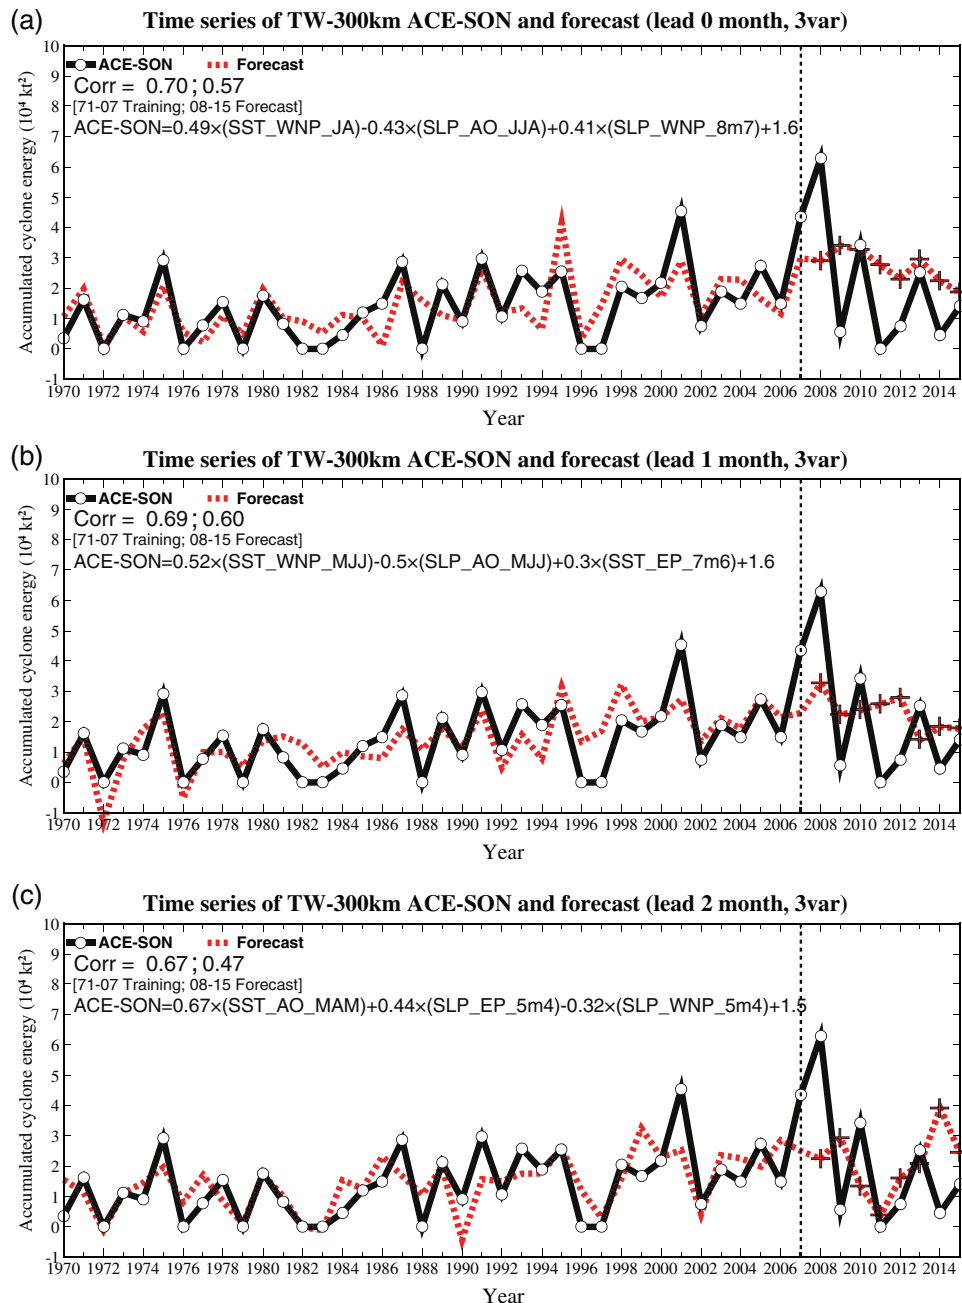 (a)
Time series of TW-300km ACE-SON and forecast (lead 0 month, 3var)
Accumulated cyclone energy (10⁴ kt²)
10
9
8
7
6
5
4
3
2
1
0
-1
ACE-SON Forecast
Corr = 0.70 ; 0.57
[71-07 Training; 08-15 Forecast]
ACE-SON=0.49×(SST_WNP_JA)-0.43×(SLP_AO_JJA)+0.41×(SLP_WNP_8m7)+1.6
1970 1972 1974 1976 1978 1980 1982 1984 1986 1988 1990 1992 1994 1996 1998 2000 2002 2004 2006 2008 2010 2012 2014
Year
(b)
Time series of TW-300km ACE-SON and forecast (lead 1 month, 3var)
Accumulated cyclone energy (10⁴ kt²)
10
9
8
7
6
5
4
3
2
1
0
-1
ACE-SON Forecast
Corr = 0.69 ; 0.60
[71-07 Training; 08-15 Forecast]
ACE-SON=0.52×(SST_WNP_MJJ)-0.5×(SLP_AO_MJJ)+0.3×(SST_EP_7m6)+1.6
1970 1972 1974 1976 1978 1980 1982 1984 1986 1988 1990 1992 1994 1996 1998 2000 2002 2004 2006 2008 2010 2012 2014
Year
(c)
Time series of TW-300km ACE-SON and forecast (lead 2 month, 3var)
Accumulated cyclone energy (10⁴ kt²)
10
9
8
7
6
5
4
3
2
1
0
-1
ACE-SON Forecast
Corr = 0.67 ; 0.47
[71-07 Training; 08-15 Forecast]
ACE-SON=0.67×(SST_AO_MAM)+0.44×(SLP_EP_5m4)-0.32×(SLP_WNP_5m4)+1.5
1970 1972 1974 1976 1978 1980 1982 1984 1986 1988 1990 1992 1994 1996 1998 2000 2002 2004 2006 2008 2010 2012 2014
Year